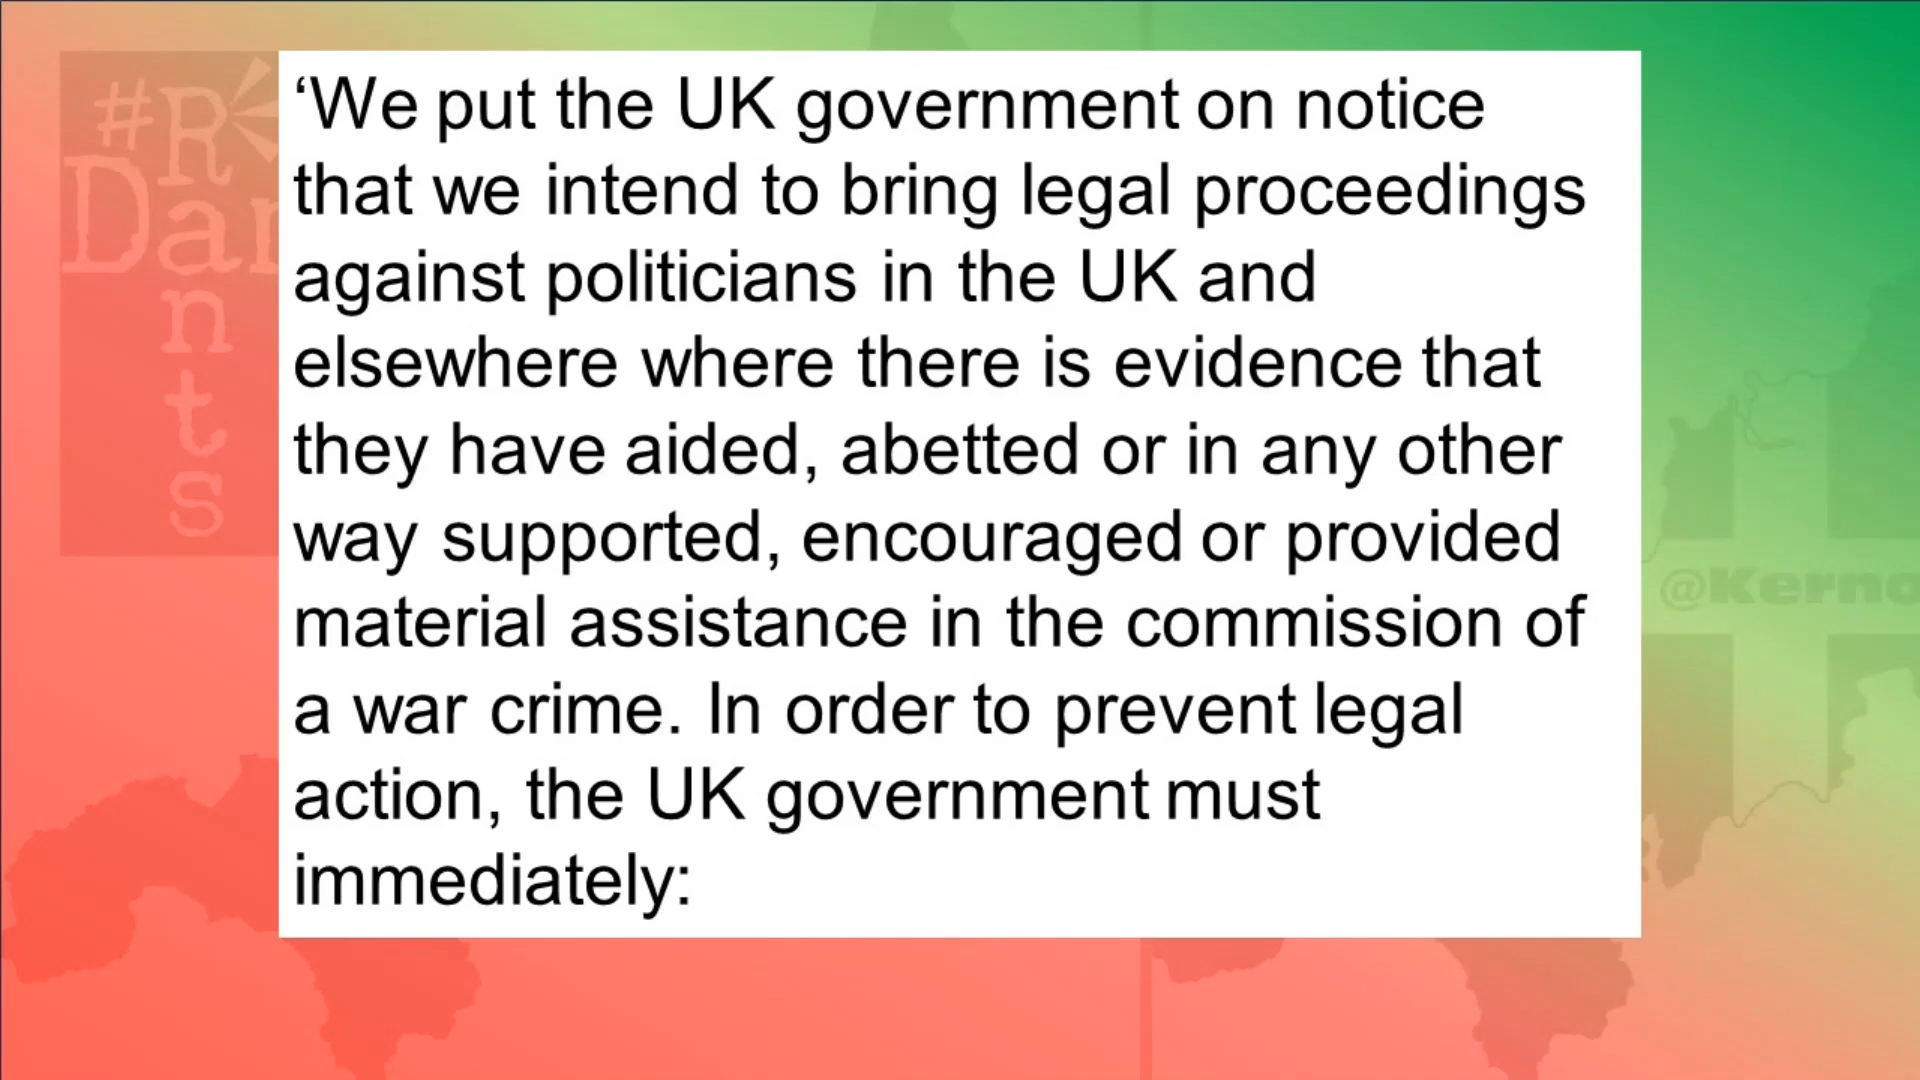 ‘We put the UK government on notice
that we intend to bring legal proceedings
against politicians in the UK and
elsewhere where there is evidence that
they have aided, abetted or in any other
way supported, encouraged or provided
material assistance in the commission of
a war crime. In order to prevent legal
action, the UK government must
immediately:
#R
Dan
n
t
s
@Kerno